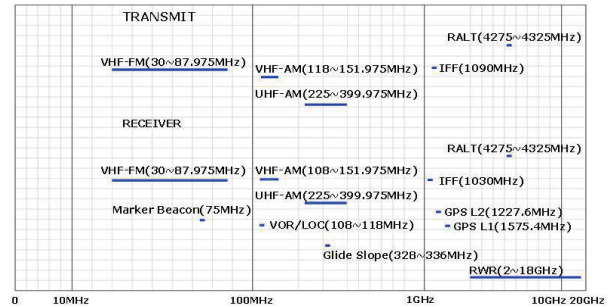 TRANSMIT
RALT(4275~4325MHz)
VHF-FM(30~87.975MHz)
VHF-AM(118~151.975MHz)
IFF(1090MHz)
UHF-AM(225~399.975MHz)
RECEIVER
RALT(4275~4325MHz)
VHF-FM(30~87.975MHz)
VHF-AM(108~151.975MHz)
IFF(1030MHz)
UHF-AM(225~399.975MHz)
Marker Beacon(75MHz)
GPS L2(1227.6MHz)
VOR/LOC(108~118MHz)
GPS L1(1575.4MHz)
Glide Slope(328~336MHz)
RWR(2~18GHz)
0 10MHz 100MHz 1GHz 10GHz 20GHz